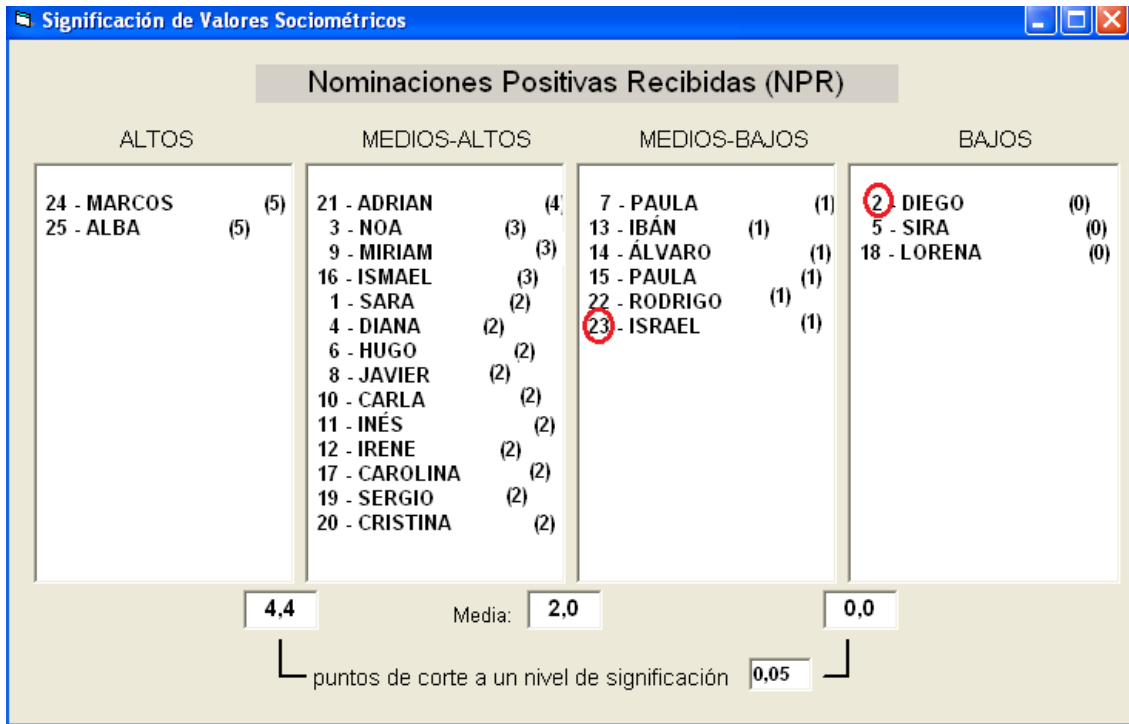 Significación de Valores Sociométricos
Nominaciones Positivas Recibidas (NPR)
ALTOS
24 - MARCOS (5)
25 - ALBA (5)
MEDIOS-ALTOS
21 - ADRIAN (4)
3 - NOA (3)
9 - MIRIAM (3)
16 - ISMAEL (3)
1 - SARA (2)
4 - DIANA (2)
6 - HUGO (2)
8 - JAVIER (2)
10 - CARLA (2)
11 - INÉS (2)
12 - IRENE (2)
17 - CAROLINA (2)
19 - SERGIO (2)
20 - CRISTINA (2)
MEDIOS-BAJOS
7 - PAULA (1)
13 - IBÁN (1)
14 - ÁLVARO (1)
15 - PAULA (1)
22 - RODRIGO (1)
23 - ISRAEL (1)
BAJOS
2 - DIEGO (0)
5 - SIRA (0)
18 - LORENA (0)
4,4 Media: 2,0 0,0
puntos de corte a un nivel de significación 0,05